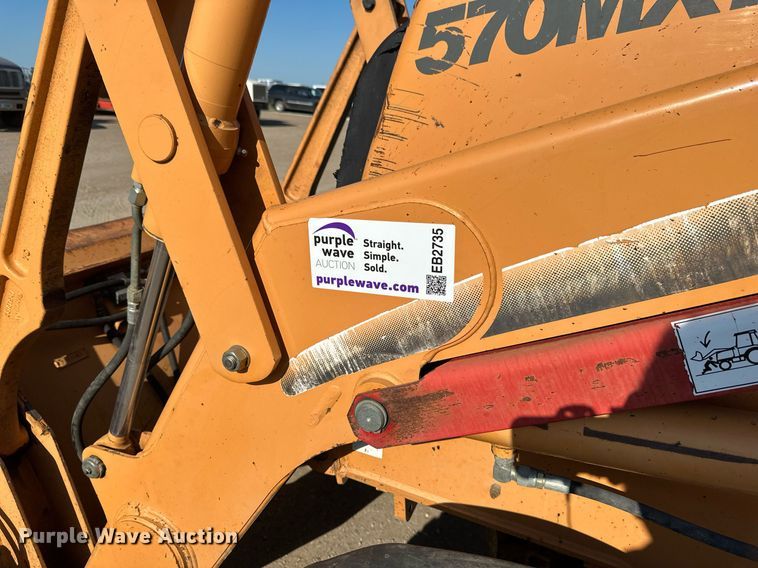 570MX
purple
wave
AUCTION
Straight.
Simple.
Sold.
EB2735
purplewave.com
Purple Wave Auction